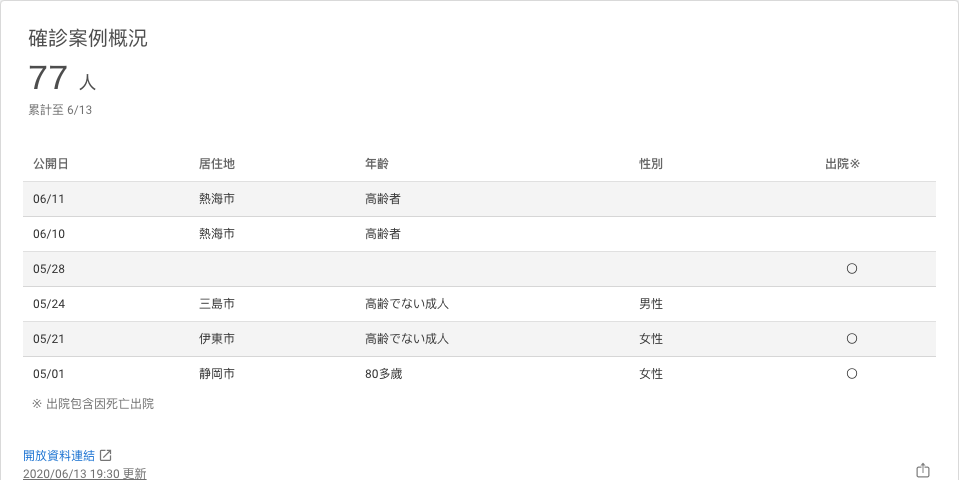 確診案例概況
77 人
累計至 6/13
公開日 居住地 年齡 性別 出院※
06/11 熱海市 高齢者
06/10 熱海市 高齢者
05/28 〇
05/24 三島市 高齢でない成人 男性
05/21 伊東市 高齢でない成人 女性 〇
05/01 静岡市 80多歲 女性 〇
※ 出院包含因死亡出院
開放資料連結
2020/06/13 19:30 更新